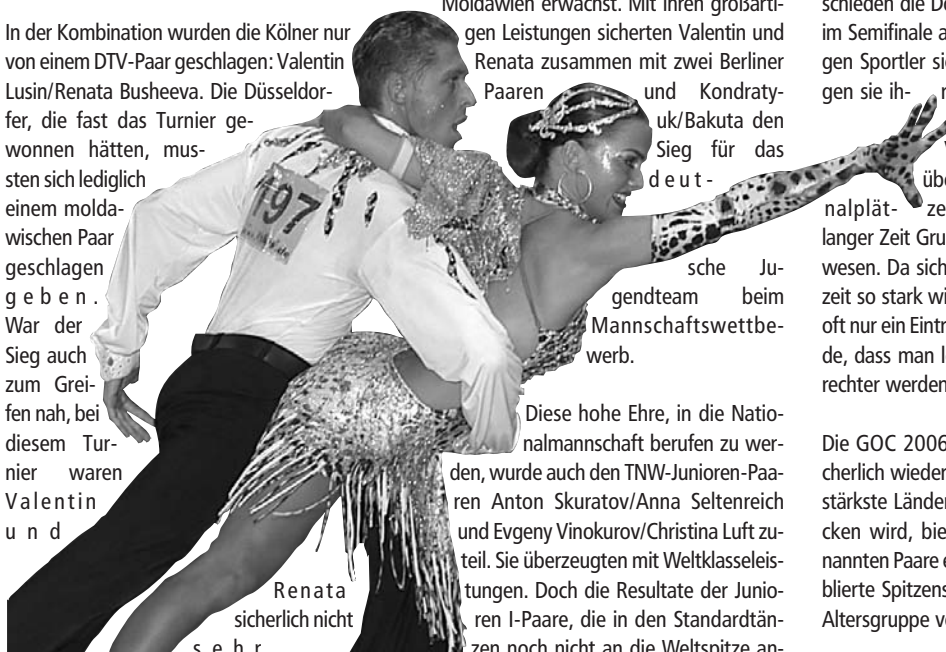 In der Kombination wurden die Kölner nur
von einem DTV-Paar geschlagen: Valentin
Lusin/Renata Busheeva. Die Düsseldor-
fer, die fast das Turnier ge-
wonnen hätten, mus-
sten sich lediglich
einem molda-
wischen Paar
geschlagen
geben.
War der
Sieg auch
zum Grei-
fen nah, bei
diesem Tur-
nier waren
Valentin
und
Renata
sicherlich nicht
sehr
197
Moldawien erwächst. Mit ihren großarti-
gen Leistungen sicherten Valentin und
Renata zusammen mit zwei Berliner
Paaren und Kondraty-
uk/Bakuta den
Sieg für das
deut-
sche Ju-
gendteam beim
Mannschaftswettbe-
werb.
Diese hohe Ehre, in die Natio-
nalmannschaft berufen zu wer-
den, wurde auch den TNW-Junioren-Paa-
ren Anton Skuratov/Anna Seltenreich
und Evgeny Vinokurov/Christina Luft zu-
teil. Sie überzeugten mit Weltklasseleis-
tungen. Doch die Resultate der Junio-
ren I-Paare, die in den Standardtän-
zen noch nicht an die Weltspitze an-
schieden die De
im Semifinale a
gen Sportler sic
gen sie ih-
übe
nalplät- ze
langer Zeit Gru
wesen. Da sich
zeit so stark wi
oft nur ein Eintr
de, dass man l
rechter werden
Die GOC 2006
cherlich wieder
stärkste Länder
cken wird, bie
nannten Paare e
blierte Spitzens
Altersgruppe v